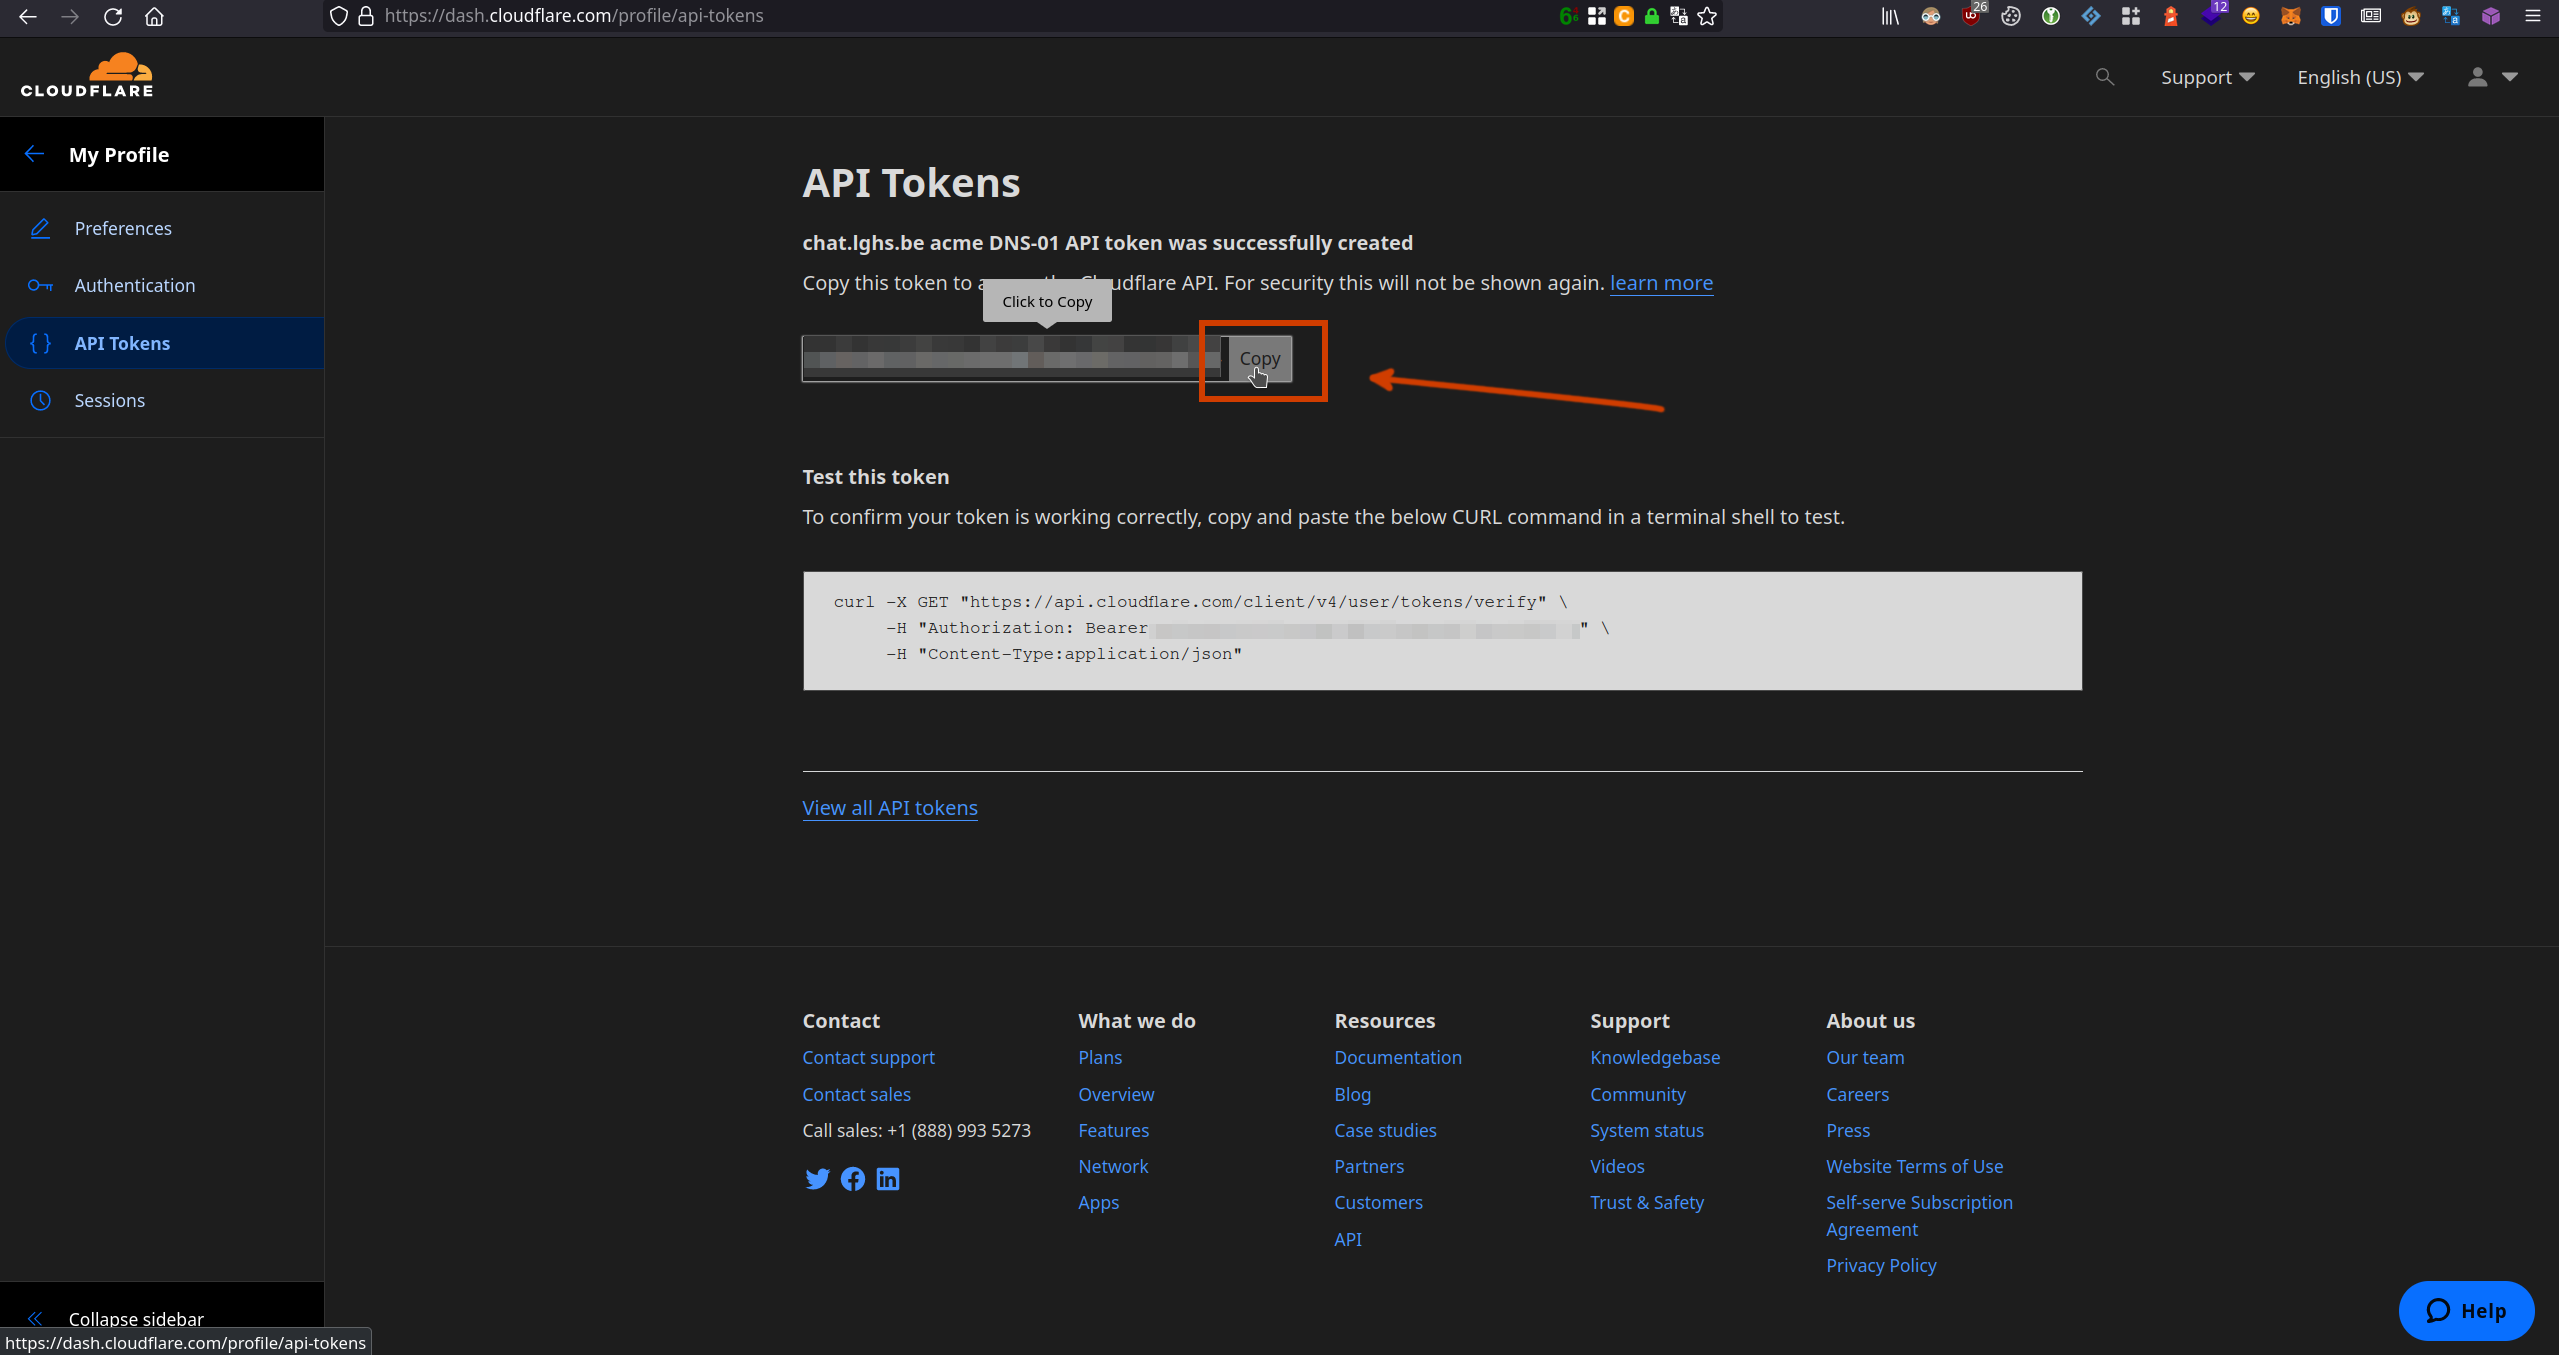 https://dash.cloudflare.com/profile/api-tokens
26
12
CLOUDFLARE
Support
English (US)
My Profile
Preferences
Authentication
API Tokens
Sessions
API Tokens
chat.lghs.be acme DNS-01 API token was successfully created
Copy this token to Cloudflare API. For security this will not be shown again. learn more
Click to Copy
Copy
Test this token
To confirm your token is working correctly, copy and paste the below CURL command in a terminal shell to test.
curl -X GET "https://api.cloudflare.com/client/v4/user/tokens/verify" \
-H "Authorization: Bearer " \
-H "Content-Type:application/json"
View all API tokens
Contact
Contact support
Contact sales
Call sales: +1 (888) 993 5273
What we do
Plans
Overview
Features
Network
Apps
Resources
Documentation
Blog
Case studies
Partners
Customers
API
Support
Knowledgebase
Community
System status
Videos
Trust & Safety
About us
Our team
Careers
Press
Website Terms of Use
Self-serve Subscription
Agreement
Privacy Policy
Collapse sidebar
https://dash.cloudflare.com/profile/api-tokens
Help